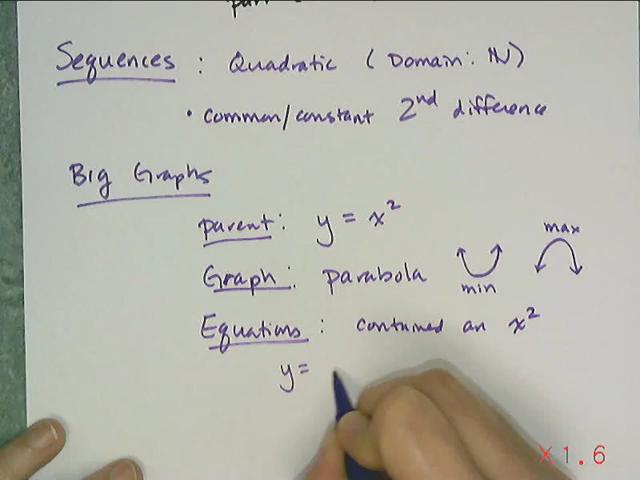 Sequences : Quadratic ( Domain: ℕ )
• common/constant 2nd difference
Big Graphs
parent: y = x²
max
Graph: parabola
min
Equations : contained an x²
y=
X1.6